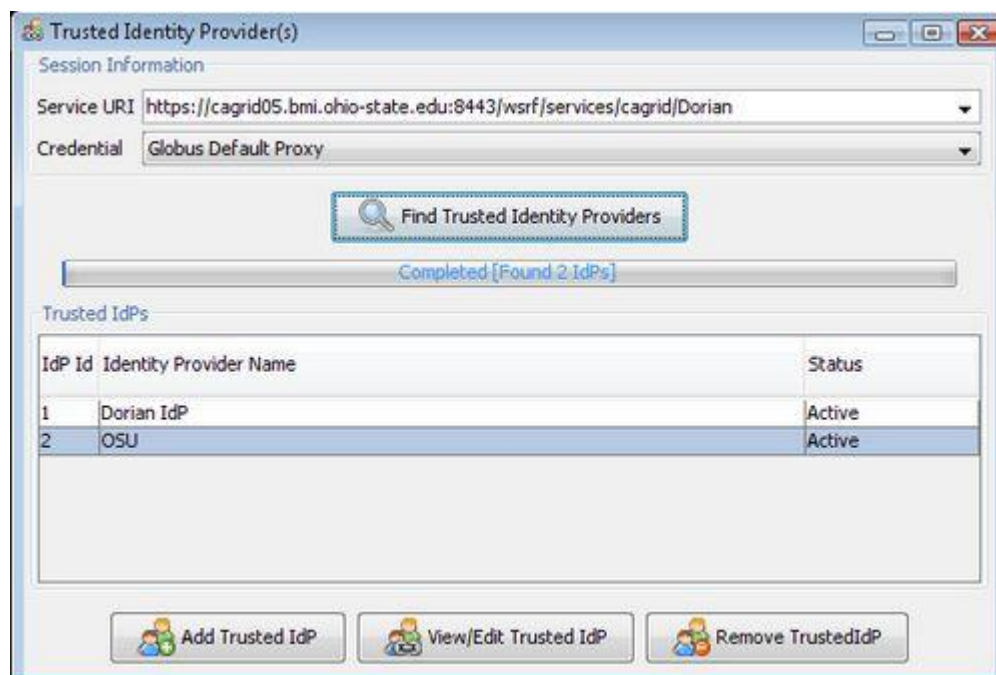 Trusted Identity Provider(s)
Session Information
Service URI https://cagrid05.bmi.ohio-state.edu:8443/wsrf/services/cagrid/Dorian
Credential Globus Default Proxy
Find Trusted Identity Providers
Completed [Found 2 IdPs]
Trusted IdPs
IdP Id Identity Provider Name Status
1 Dorian IdP Active
2 OSU Active
Add Trusted IdP View/Edit Trusted IdP Remove TrustedIdP